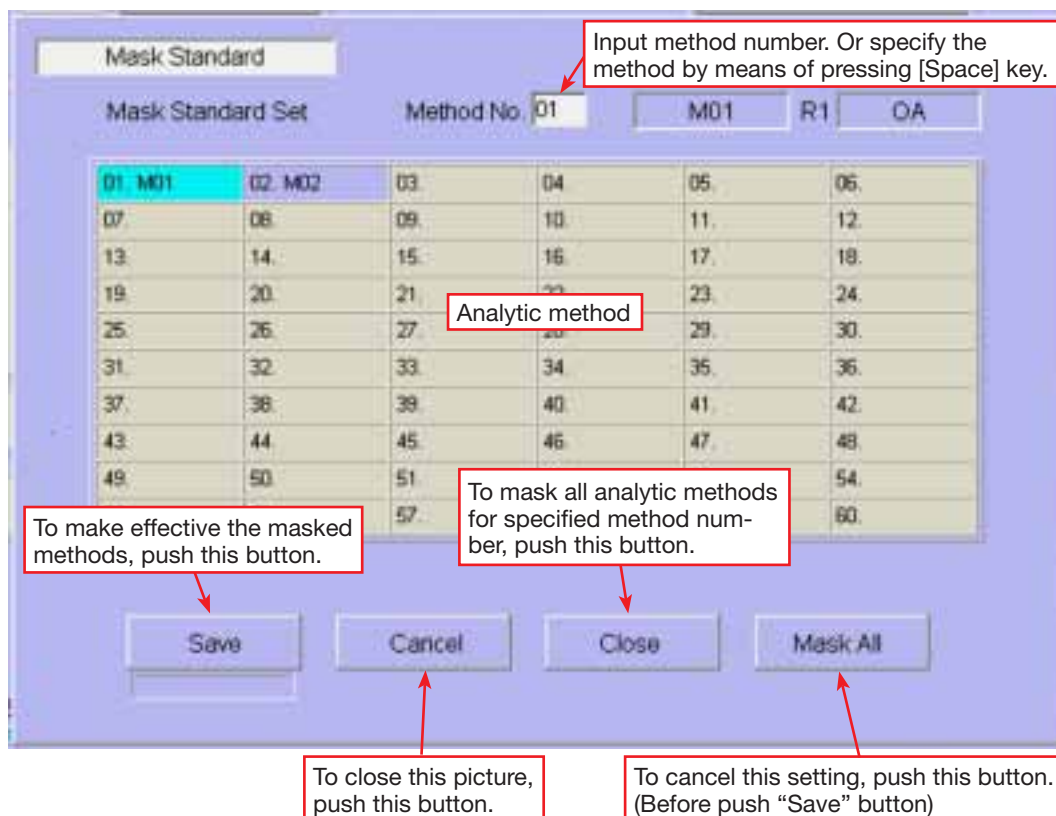 Mask Standard
Input method number. Or specify the
method by means of pressing [Space] key.
Mask Standard Set Method No. 01 M01 R1 OA
01. M01 02. M02 03. 04. 05. 06.
07. 08. 09. 10. 11. 12.
13. 14. 15. 16. 17. 18.
19. 20. 21. 23. 24.
Analytic method
25. 26. 27. 29. 30.
31. 32. 33. 34. 35. 36.
37. 38. 39. 40. 41. 42.
43. 44. 45. 46. 47. 48.
49. 50. 51. 54.
57. 60.
To make effective the masked
methods, push this button.
To mask all analytic methods
for specified method num-
ber, push this button.
Save Cancel Close Mask All
To close this picture,
push this button.
To cancel this setting, push this button.
(Before push “Save” button)